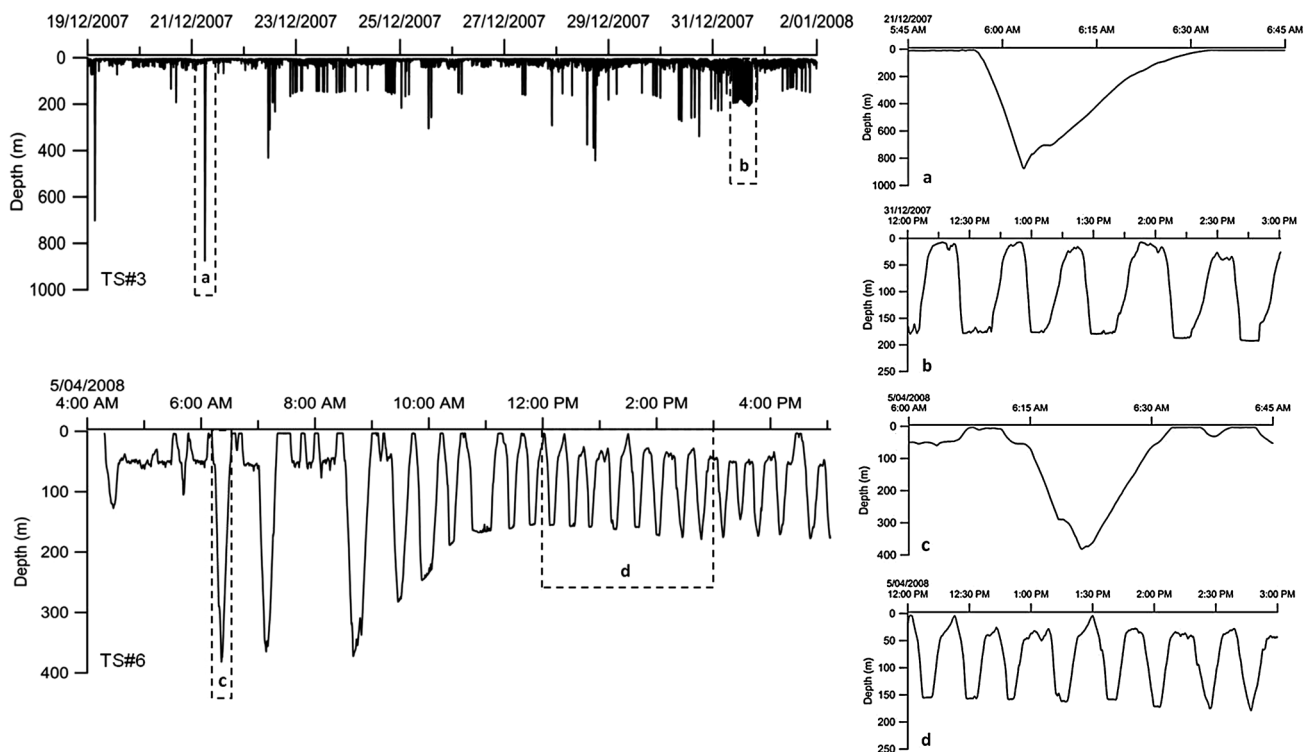 19/12/2007 21/12/2007 23/12/2007 25/12/2007 27/12/2007 29/12/2007 31/12/2007 2/01/2008
0
200
400
600
800
1000
Depth (m)
TS#3
a
b
21/12/2007
5:45 AM 6:00 AM 6:15 AM 6:30 AM 6:45 AM
0
200
400
600
800
1000
Depth (m)
a
31/12/2007
12:00 PM 12:30 PM 1:00 PM 1:30 PM 2:00 PM 2:30 PM 3:00 PM
0
50
100
150
200
250
Depth (m)
b
5/04/2008
4:00 AM 6:00 AM 8:00 AM 10:00 AM 12:00 PM 2:00 PM 4:00 PM
0
100
200
300
400
Depth (m)
TS#6
c
d
5/04/2008
6:00 AM 6:15 AM 6:30 AM 6:45 AM
0
100
200
300
400
Depth (m)
c
5/04/2008
12:00 PM 12:30 PM 1:00 PM 1:30 PM 2:00 PM 2:30 PM 3:00 PM
0
50
100
150
200
250
Depth (m)
d